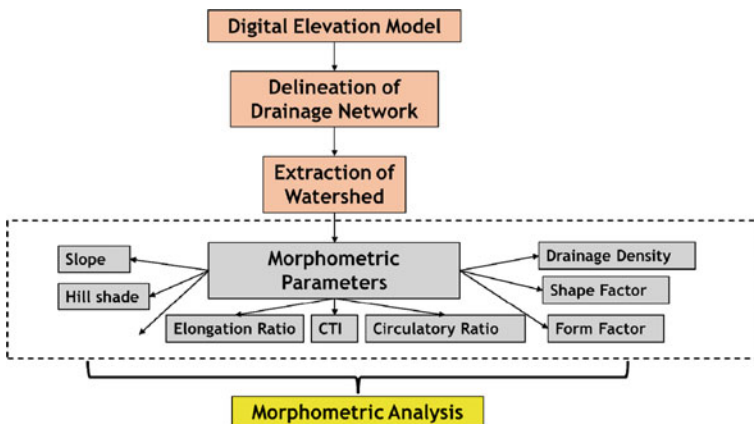 Digital Elevation Model
Delineation of
Drainage Network
Extraction of
Watershed
Morphometric
Parameters
Slope
Hill shade
Elongation Ratio
CTI
Circulatory Ratio
Drainage Density
Shape Factor
Form Factor
Morphometric Analysis